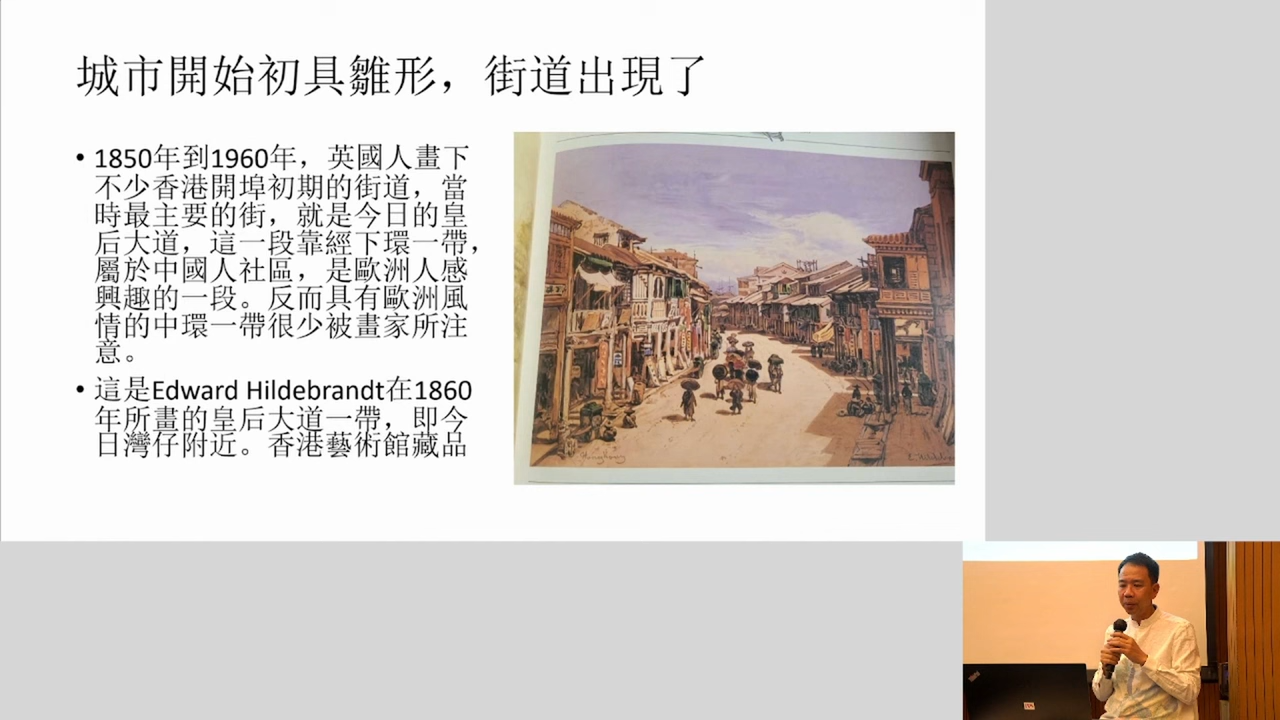 城市開始初具雛形，街道出現了
• 1850年到1960年，英國人畫下
不少香港開埠初期的街道，當
時最主要的街，就是今日的皇
后大道，這一段靠經下環一帶，
屬於中國人社區，是歐洲人感
興趣的一段。反而具有歐洲風
情的中環一帶很少被畫家所注
意。
• 這是Edward Hildebrandt在1860
年所畫的皇后大道一帶，即今
日灣仔附近。香港藝術館藏品